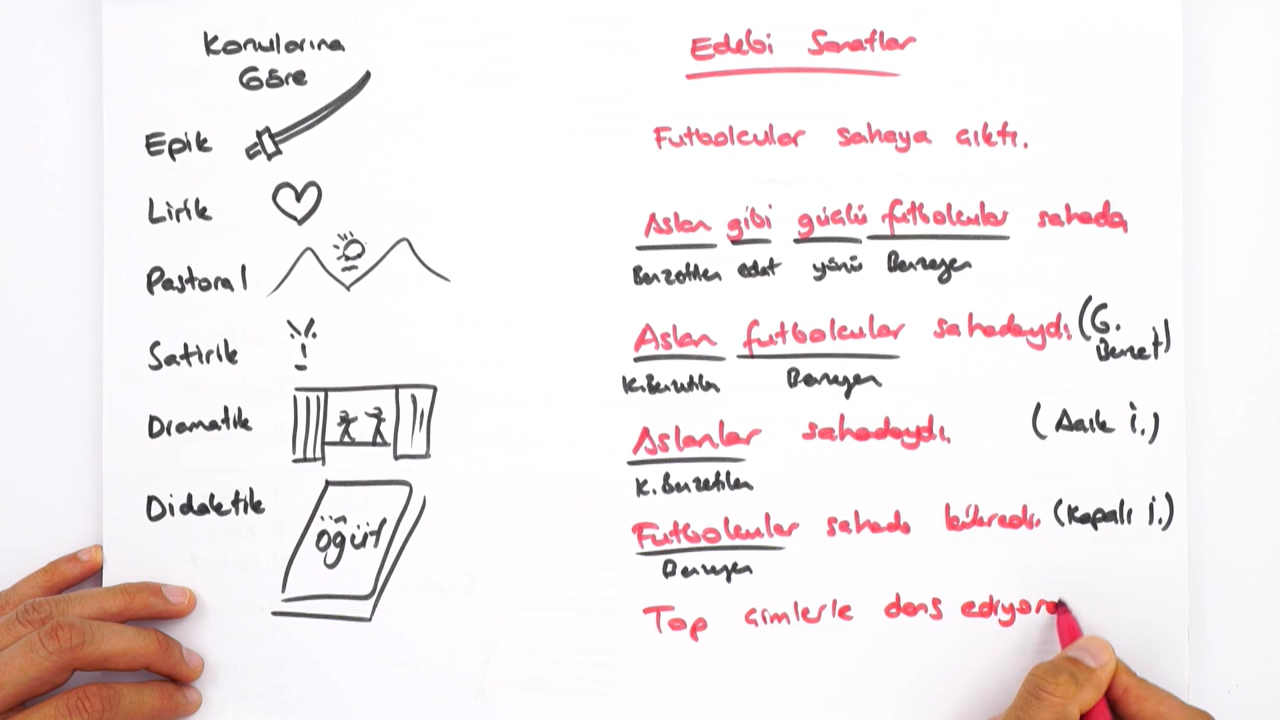 Konularına
Göre
Epik
Lirik
Pastoral
Satirik
Dramatik
Didaktik
öğüt
Edebi Sanatlar
Futbolcular sahaya çıktı.
Aslan gibi güçlü futbolcular sahada
Benzetilen edat yönü Benzeyen
Aslan futbolcular sahadaydı. (G. Benzet)
K.Benzetilen Benzeyen
Aslanlar sahadaydı. (Açık İ.)
K.Benzetilen
Futbolcular sahada kükredi. (Kapalı İ.)
Benzeyen
Top çimlerle dans ediyor